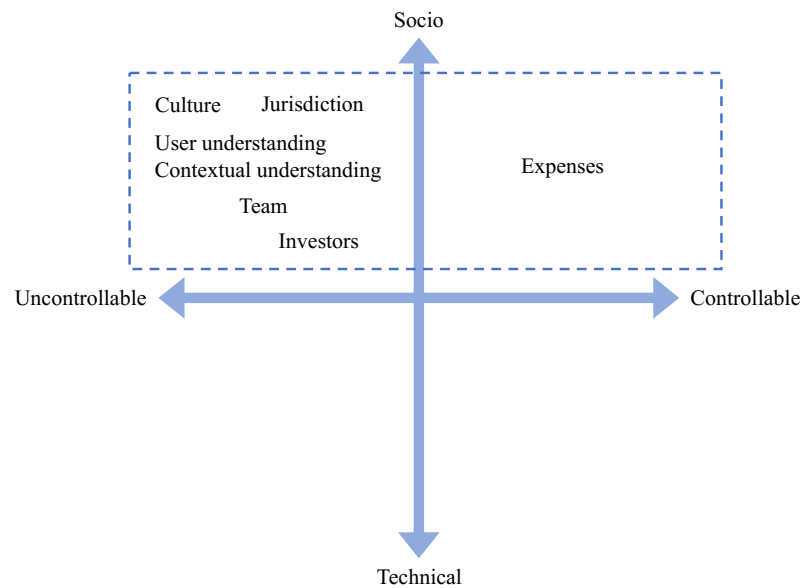 Socio
Culture Jurisdiction
User understanding
Contextual understanding
Expenses
Team
Investors
Uncontrollable
Controllable
Technical